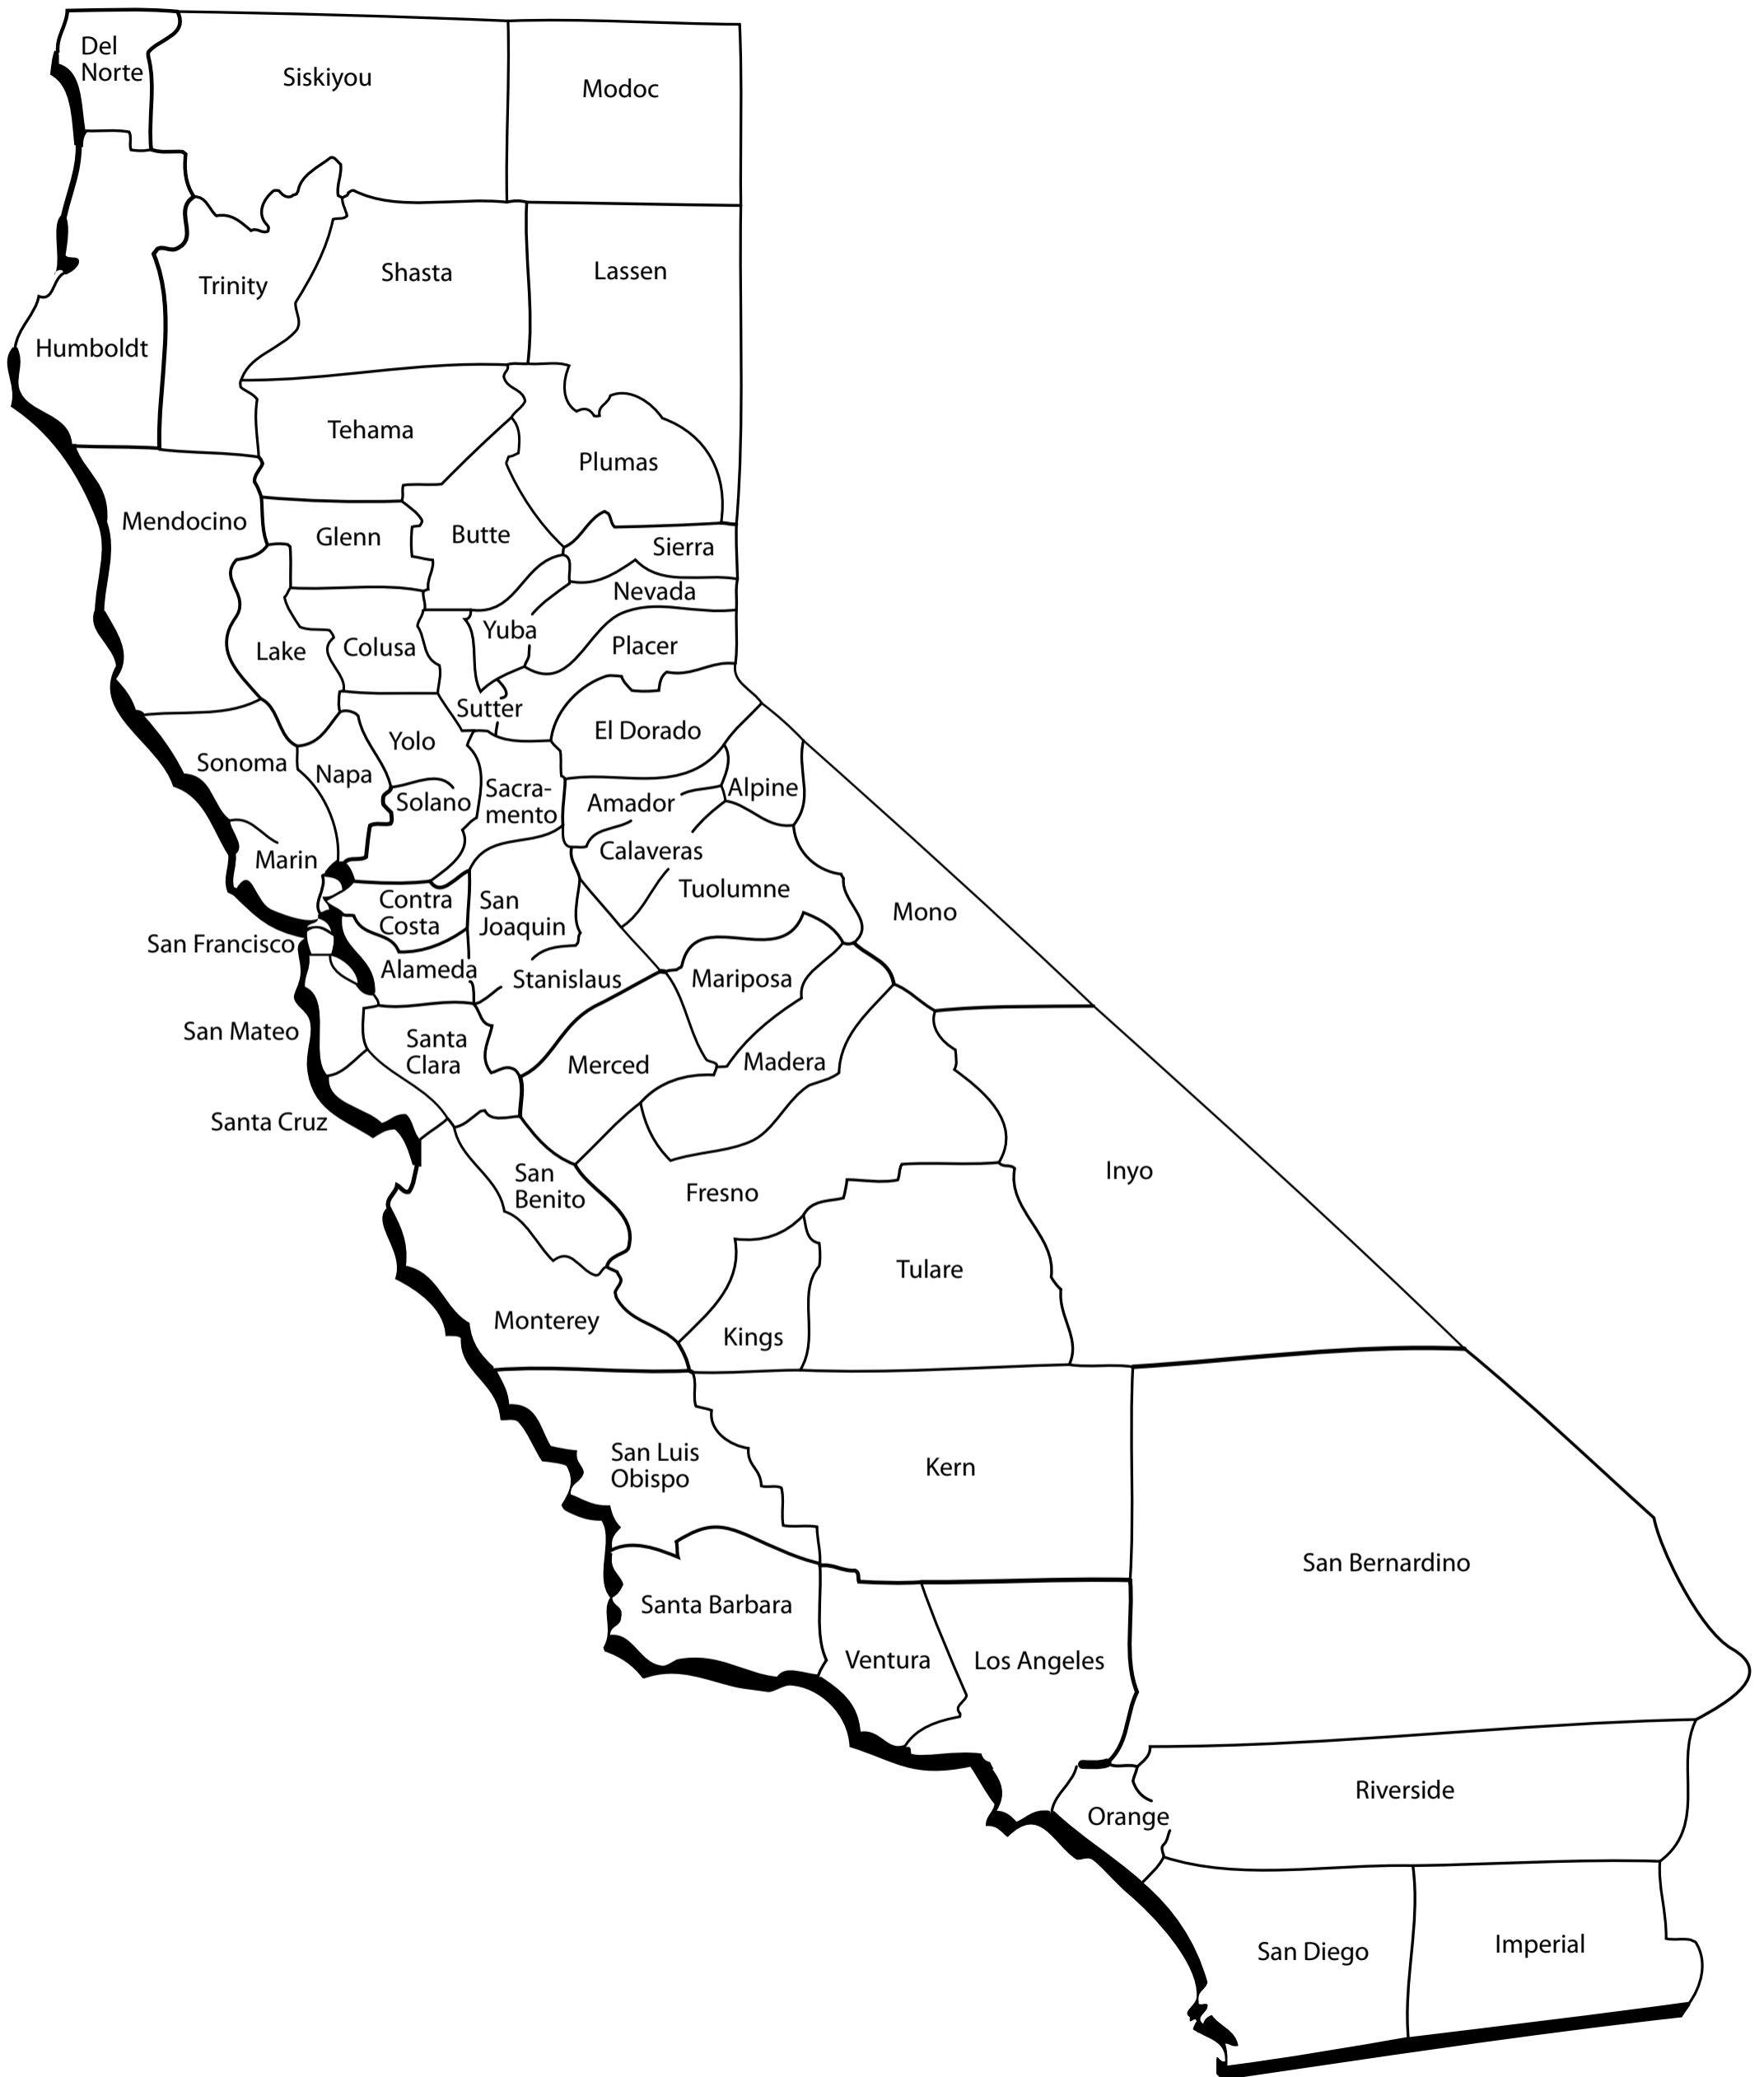 Del
Norte
Siskiyou
Modoc
Trinity
Shasta
Lassen
Humboldt
Tehama
Plumas
Mendocino
Glenn
Butte
Sierra
Nevada
Yuba
Placer
Lake
Colusa
Sutter
El Dorado
Yolo
Sonoma
Napa
Solano
Sacra-
mento
Amador
Alpine
Marin
Calaveras
Tuolumne
Contra
Costa
San
Joaquin
Mono
San Francisco
Alameda
Stanislaus
Mariposa
San Mateo
Santa
Clara
Merced
Madera
Santa Cruz
San
Benito
Fresno
Inyo
Tulare
Monterey
Kings
San Luis
Obispo
Kern
San Bernardino
Santa Barbara
Ventura
Los Angeles
Riverside
Orange
San Diego
Imperial